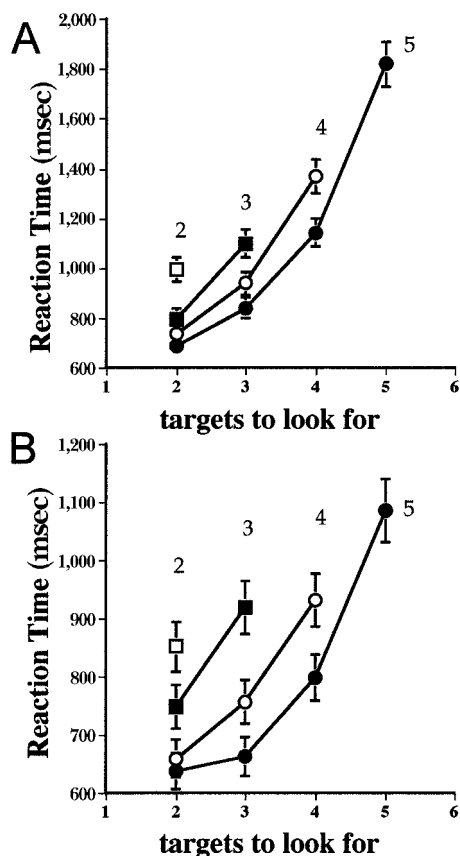 A
2,000
1,800
1,600
1,400
1,200
1,000
800
600
Reaction Time (msec)
2
3
4
5
1 2 3 4 5 6
targets to look for
B
1,200
1,100
1,000
900
800
700
600
Reaction Time (msec)
2
3
4
5
1 2 3 4 5 6
targets to look for